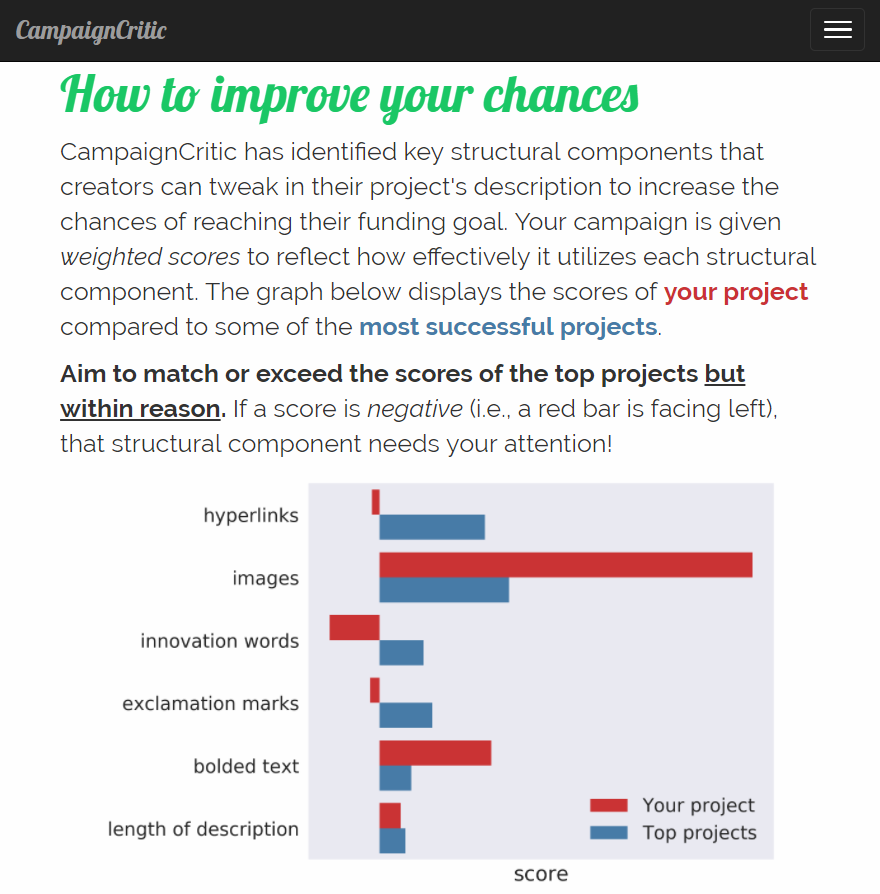 CampaignCritic
How to improve your chances
CampaignCritic has identified key structural components that
creators can tweak in their project's description to increase the
chances of reaching their funding goal. Your campaign is given
weighted scores to reflect how effectively it utilizes each structural
component. The graph below displays the scores of your project
compared to some of the most successful projects.
Aim to match or exceed the scores of the top projects but
within reason. If a score is negative (i.e., a red bar is facing left),
that structural component needs your attention!
hyperlinks
images
innovation words
exclamation marks
bolded text
length of description
Your project
Top projects
score